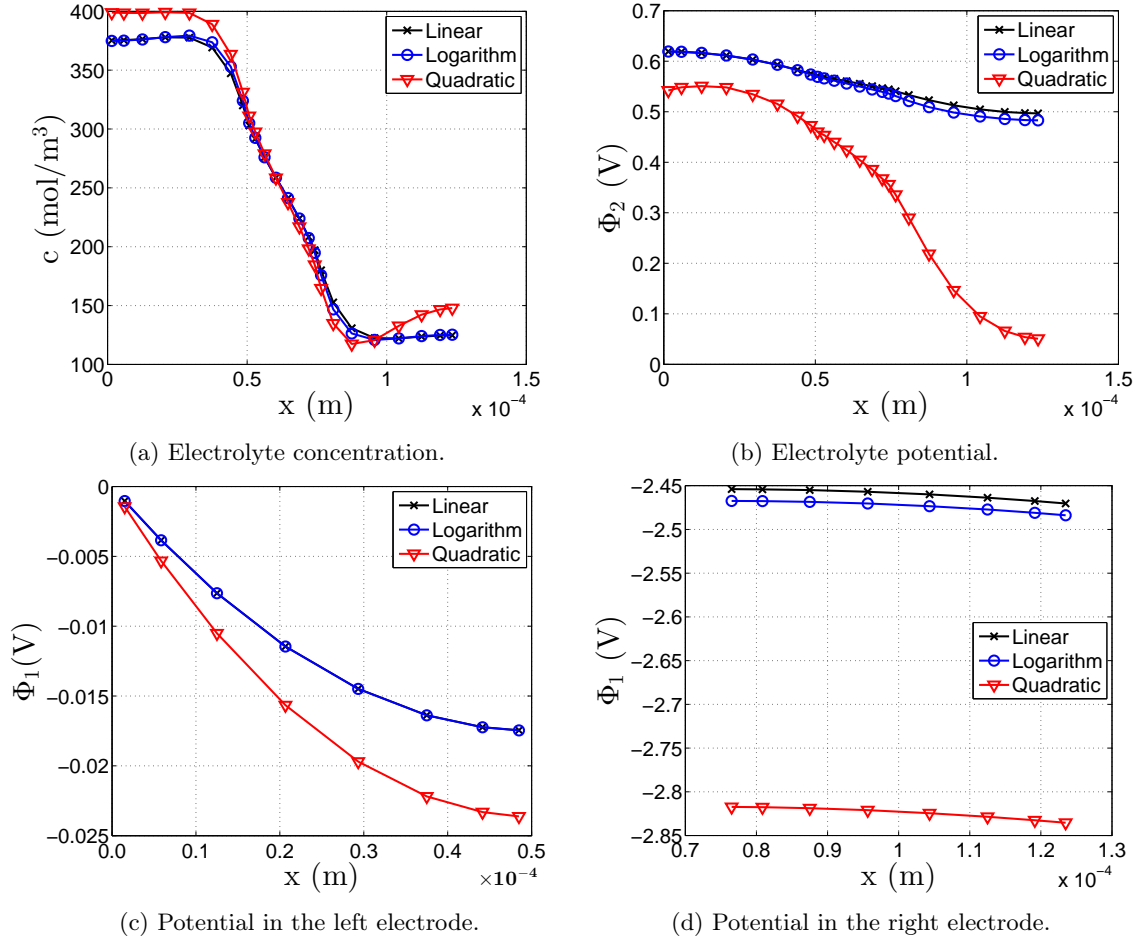 400
350
300
250
200
150
100
0
0.5
1
1.5
x 10⁻⁴
c (mol/m³)
x (m)
Linear
Logarithm
Quadratic
(a) Electrolyte concentration.
0.7
0.6
0.5
0.4
0.3
0.2
0.1
0
0
0.5
1
1.5
x 10⁻⁴
Φ₂ (V)
x (m)
Linear
Logarithm
Quadratic
(b) Electrolyte potential.
0
−0.005
−0.01
−0.015
−0.02
−0.025
0.0
0.1
0.2
0.3
0.4
0.5
×10⁻⁴
Φ₁(V)
x (m)
Linear
Logarithm
Quadratic
(c) Potential in the left electrode.
−2.45
−2.5
−2.55
−2.6
−2.65
−2.7
−2.75
−2.8
−2.85
0.7
0.8
0.9
1
1.1
1.2
1.3
x 10⁻⁴
Φ₁ (V)
x (m)
Linear
Logarithm
Quadratic
(d) Potential in the right electrode.